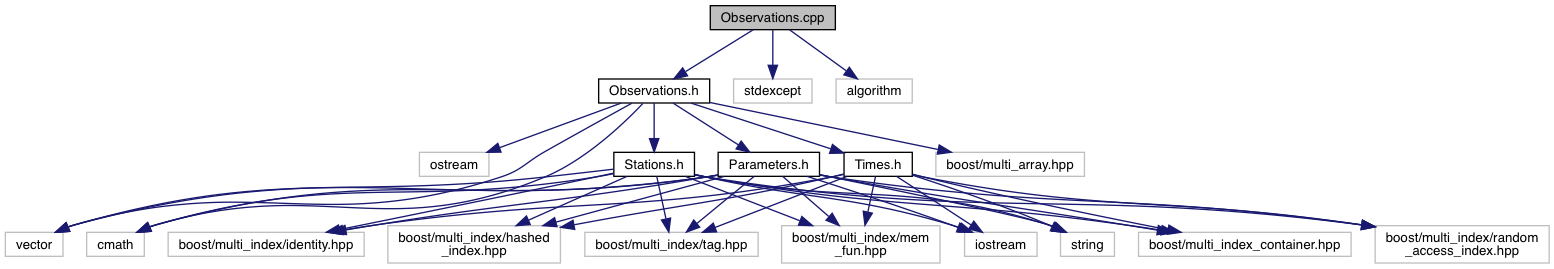 Observations.cpp
Observations.h
stdexcept
algorithm
ostream
Stations.h
Parameters.h
Times.h
boost/multi_array.hpp
vector
cmath
boost/multi_index/identity.hpp
boost/multi_index/hashed
_index.hpp
boost/multi_index/tag.hpp
boost/multi_index/mem
_fun.hpp
iostream
string
boost/multi_index_container.hpp
boost/multi_index/random
_access_index.hpp